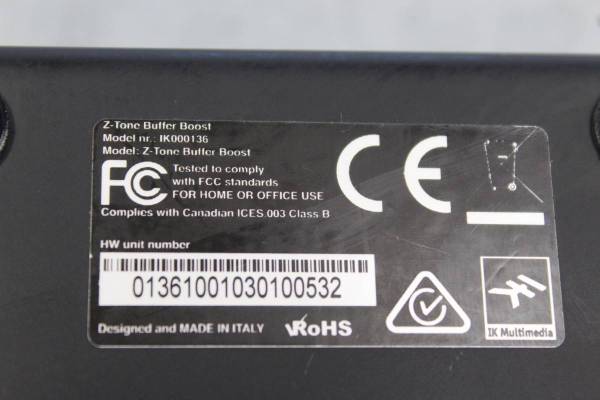 Z-Tone Buffer Boost
Model nr.: IK000136
Model: Z-Tone Buffer Boost
FCC
Tested to comply
with FCC standards
FOR HOME OR OFFICE USE
Complies with Canadian ICES 003 Class B
CE
HW unit number
01361001030100532
Designed and MADE IN ITALY
RoHS
IK Multimedia